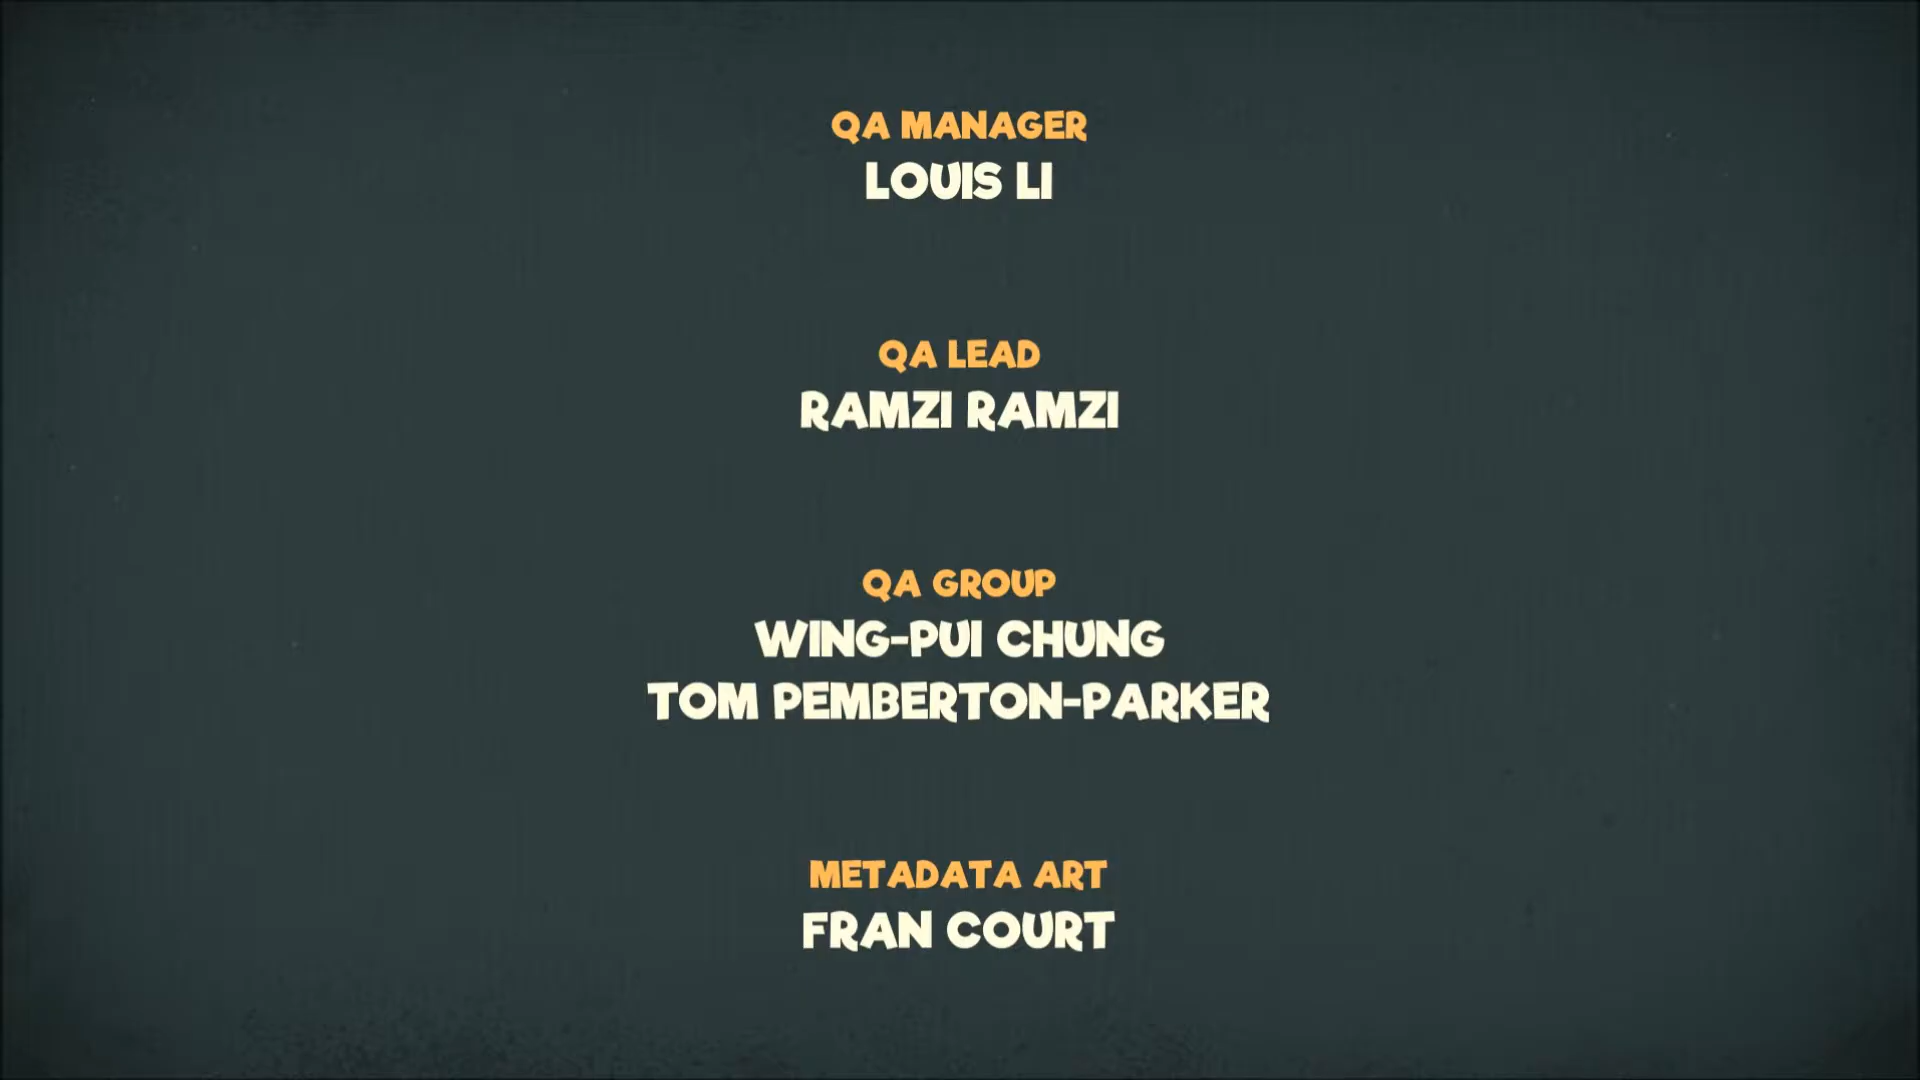 QA MANAGER
LOUIS LI
QA LEAD
RAMZI RAMZI
QA GROUP
WING-PUI CHUNG
TOM PEMBERTON-PARKER
METADATA ART
FRAN COURT